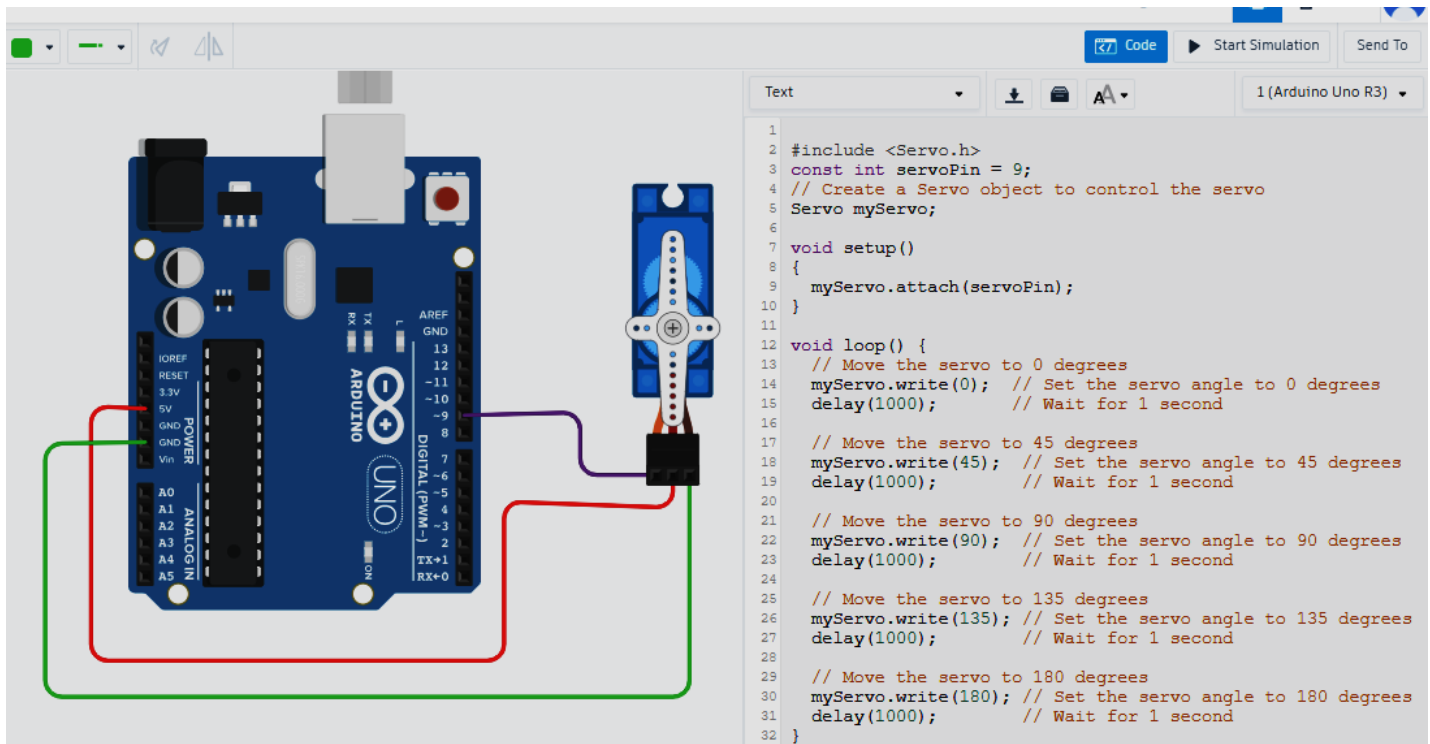 Code
Start Simulation
Send To
Text
1 (Arduino Uno R3)
AREF
GND
13
12
~11
~10
~9
8
7
~6
~5
4
~3
2
TX→1
RX←0
DIGITAL (PWM~)
IOREF
RESET
3.3V
5V
GND
GND
Vin
POWER
A0
A1
A2
A3
A4
A5
ANALOG IN
RX
TX
L
ARDUINO
UNO
ON
1
2 #include <Servo.h>
3 const int servoPin = 9;
4 // Create a Servo object to control the servo
5 Servo myServo;
6
7 void setup()
8 {
9 myServo.attach(servoPin);
10 }
11
12 void loop() {
13 // Move the servo to 0 degrees
14 myServo.write(0); // Set the servo angle to 0 degrees
15 delay(1000); // Wait for 1 second
16
17 // Move the servo to 45 degrees
18 myServo.write(45); // Set the servo angle to 45 degrees
19 delay(1000); // Wait for 1 second
20
21 // Move the servo to 90 degrees
22 myServo.write(90); // Set the servo angle to 90 degrees
23 delay(1000); // Wait for 1 second
24
25 // Move the servo to 135 degrees
26 myServo.write(135); // Set the servo angle to 135 degrees
27 delay(1000); // Wait for 1 second
28
29 // Move the servo to 180 degrees
30 myServo.write(180); // Set the servo angle to 180 degrees
31 delay(1000); // Wait for 1 second
32 }